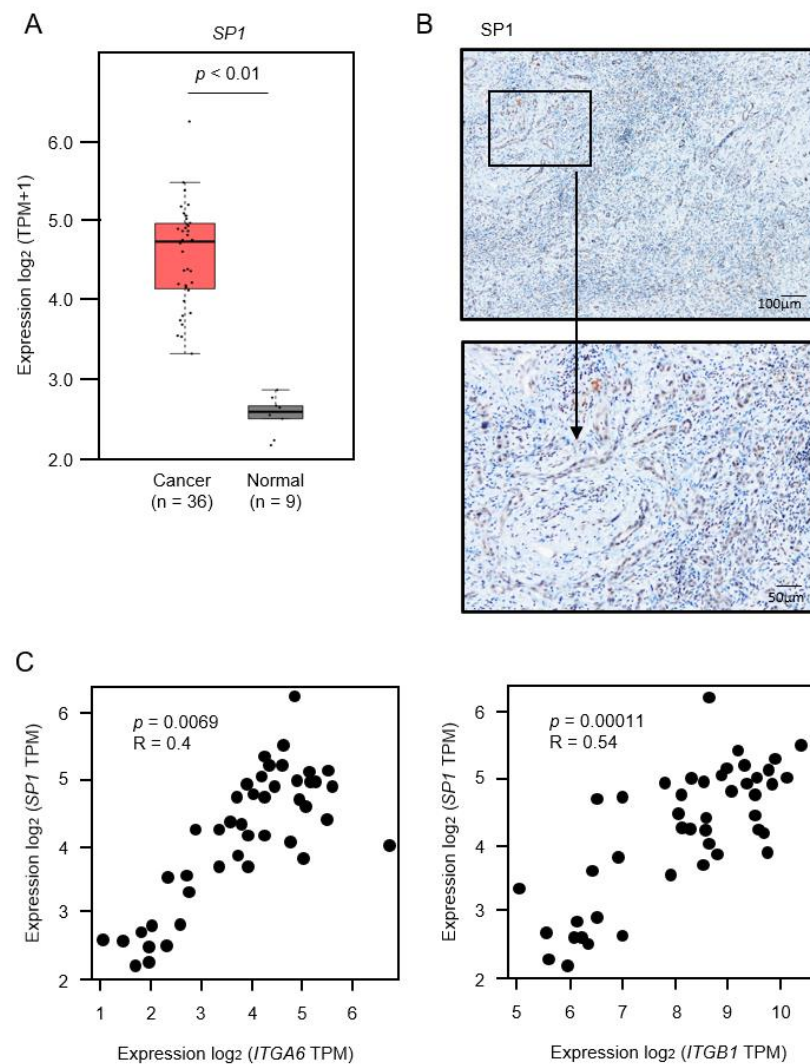 A
SP1
p < 0.01
6.0
5.0
4.0
3.0
2.0
Expression log₂ (TPM+1)
Cancer
(n = 36)
Normal
(n = 9)
B
SP1
100μm
50μm
C
p = 0.0069
R = 0.4
6
5
4
3
2
Expression log₂ (SP1 TPM)
1 2 3 4 5 6
Expression log₂ (ITGA6 TPM)
p = 0.00011
R = 0.54
6
5
4
3
2
Expression log₂ (SP1 TPM)
5 6 7 8 9 10
Expression log₂ (ITGB1 TPM)